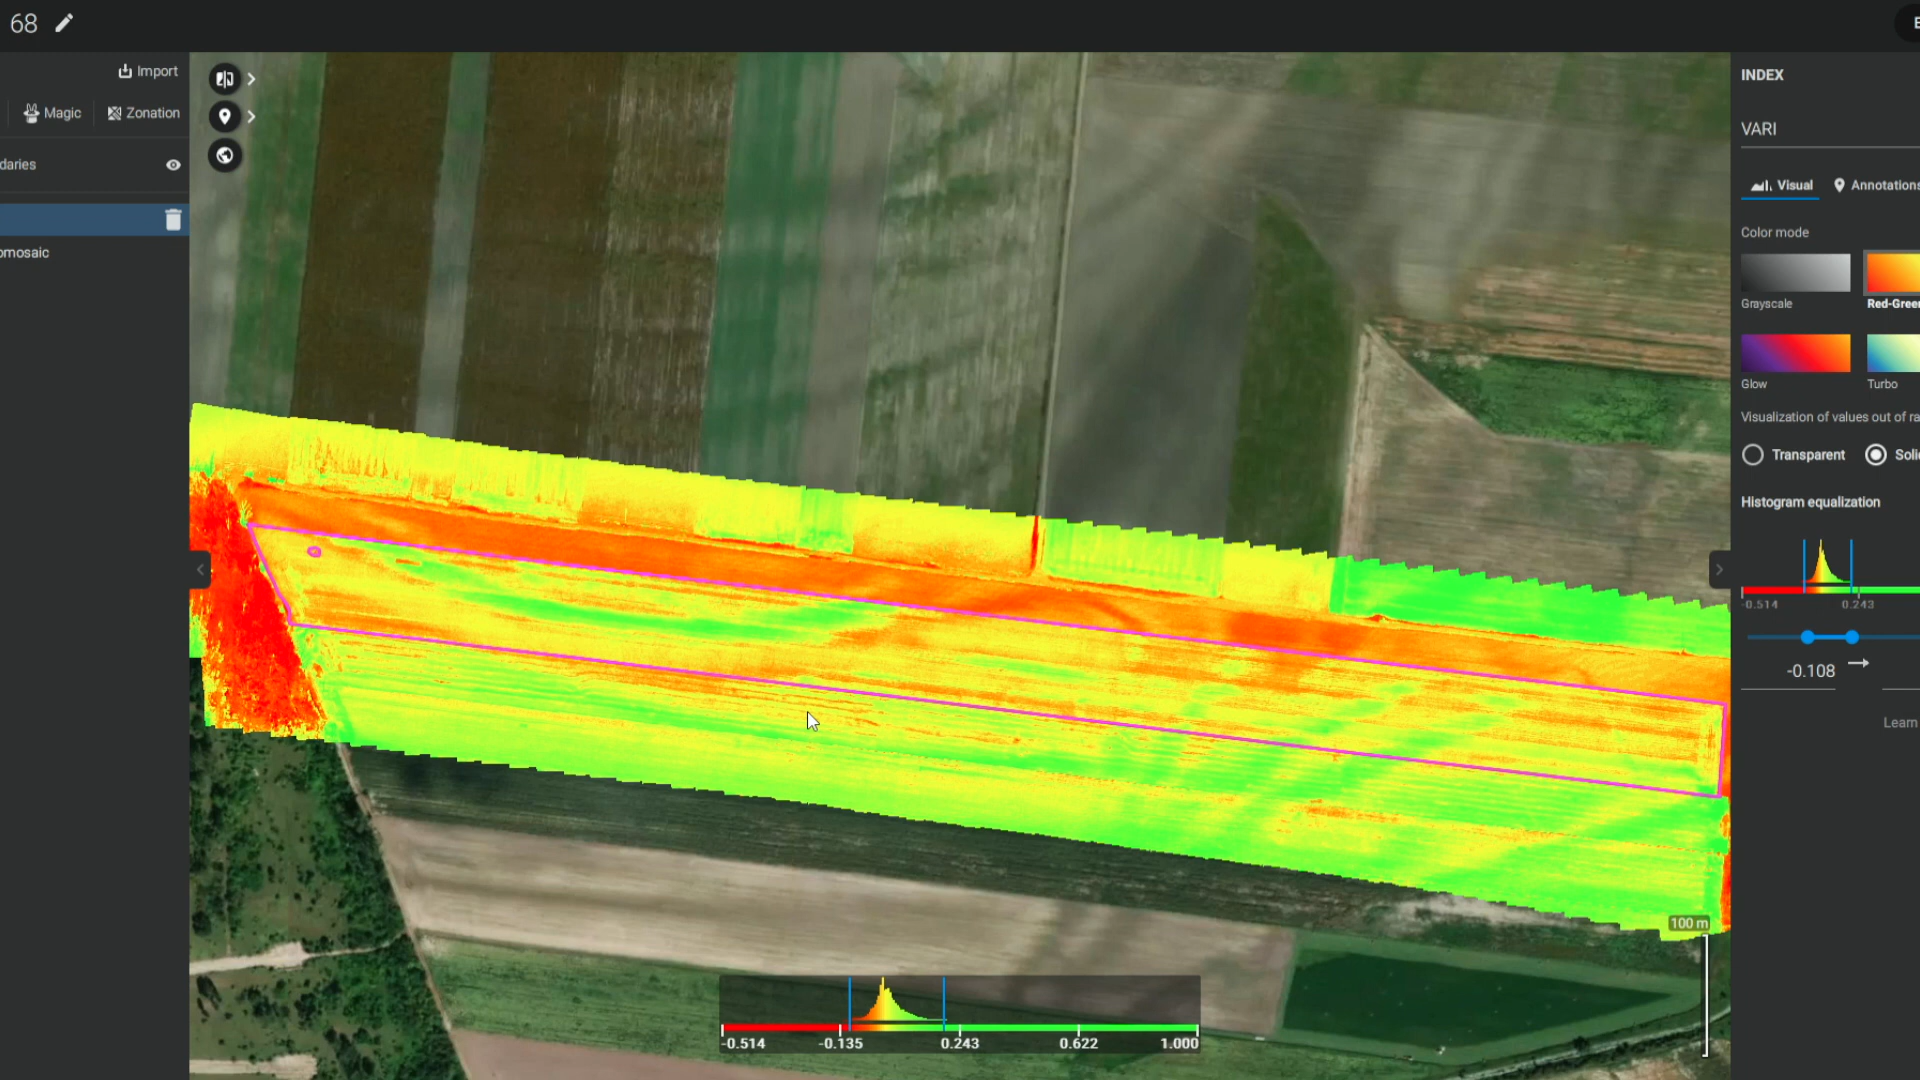 68
Import
Magic
Zonation
daries
omosaic
INDEX
VARI
Visual
Annotations
Color mode
Grayscale
Red-Green
Glow
Turbo
Visualization of values out of ra
Transparent
Soli
Histogram equalization
-0.514
0.243
-0.108
Learn
100 m
-0.514 -0.135 0.243 0.622 1.000